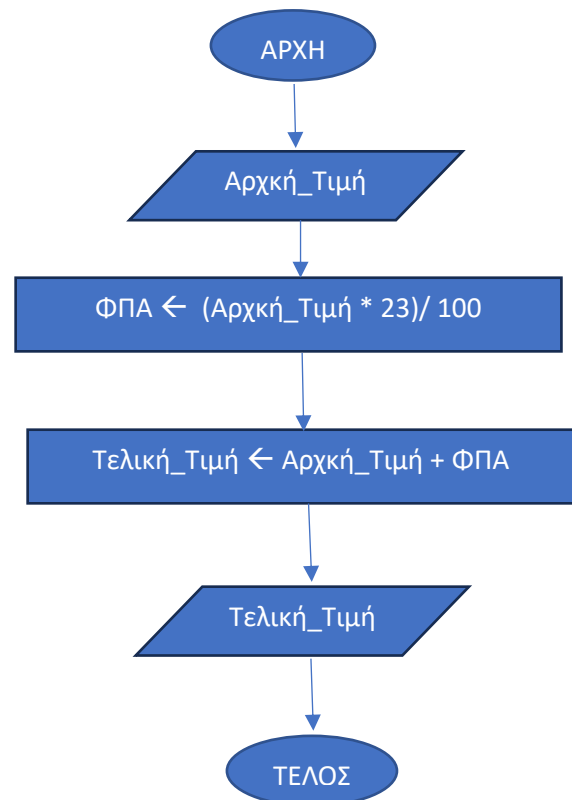 ΑΡΧΗ
Αρχκή_Τιμή
ΦΠΑ ← (Αρχκή_Τιμή * 23)/ 100
Τελική_Τιμή ← Αρχκή_Τιμή + ΦΠΑ
Τελική_Τιμή
ΤΕΛΟΣ